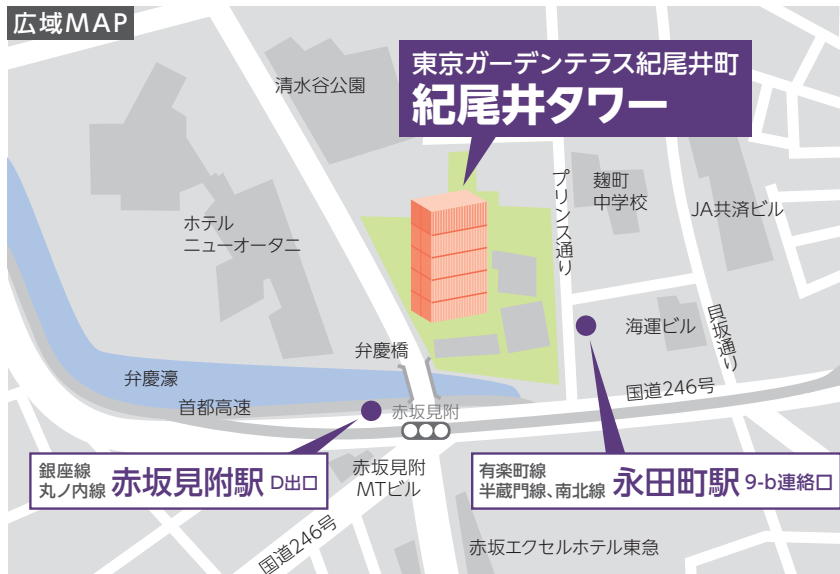 広域MAP
東京ガーデンテラス紀尾井町
紀尾井タワー
清水谷公園
麹町
中学校
プリンス通り
JA共済ビル
ホテル
ニューオータニ
海運ビル
貝坂通り
弁慶橋
弁慶濠
国道246号
首都高速
赤坂見附
銀座線
丸ノ内線 赤坂見附駅 D出口
赤坂見附
MTビル
有楽町線
半蔵門線、南北線 永田町駅 9-b連絡口
国道246号
赤坂エクセルホテル東急